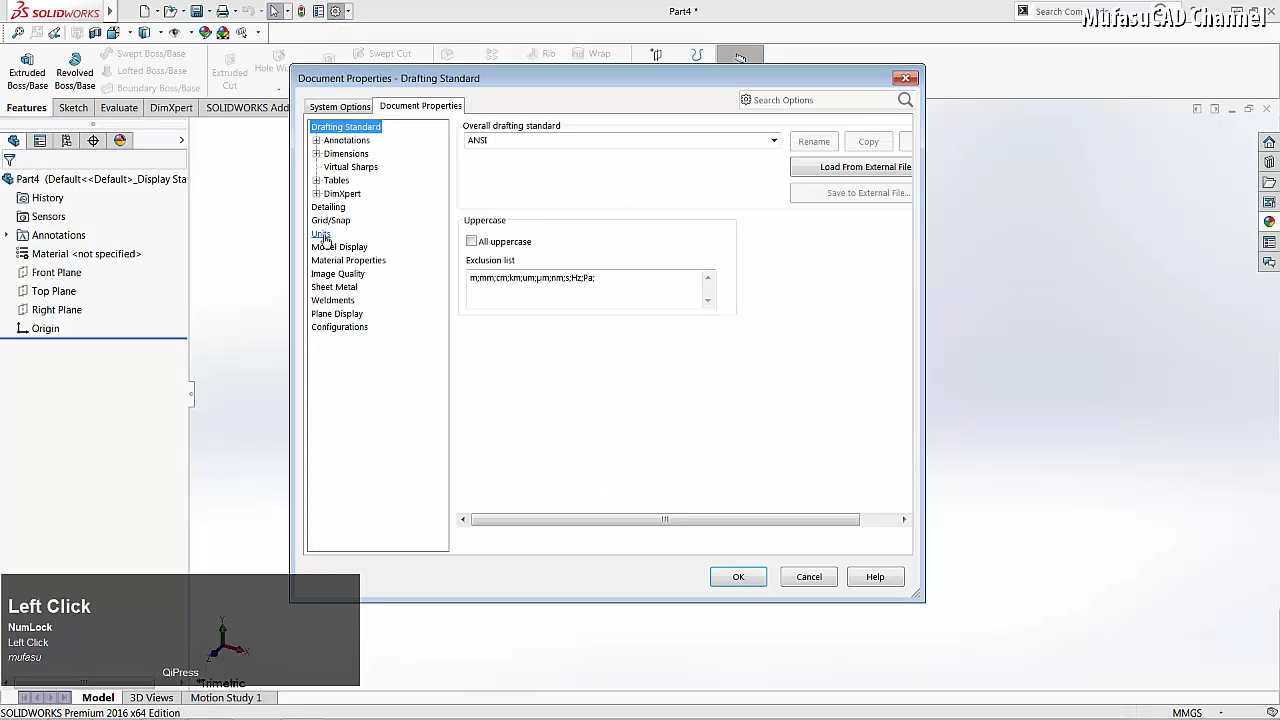 SOLIDWORKS
Part4 *
Search Com
MufasuCAD Channel
Extruded Boss/Base
Revolved Boss/Base
Swept Boss/Base
Lofted Boss/Base
Boundary Boss/Base
Extruded Cut
Hole Wi
Swept Cut
Rib
Wrap
Features
Sketch
Evaluate
DimXpert
SOLIDWORKS Add
Part4 (Default<<Default>_Display Sta
History
Sensors
Annotations
Material <not specified>
Front Plane
Top Plane
Right Plane
Origin
Document Properties - Drafting Standard
System Options
Document Properties
Search Options
Drafting Standard
Annotations
Dimensions
Virtual Sharps
Tables
DimXpert
Detailing
Grid/Snap
Units
Model Display
Material Properties
Image Quality
Sheet Metal
Weldments
Plane Display
Configurations
Overall drafting standard
ANSI
Rename
Copy
Load From External File
Save to External File...
Uppercase
All uppercase
Exclusion list
m;mm;cm;km;um;µm;nm;s;Hz;Pa;
OK
Cancel
Help
Left Click
NumLock
Left Click
mufasu
QiPress
Y
X
Z
*Trimetric
Model
3D Views
Motion Study 1
SOLIDWORKS Premium 2016 x64 Edition
MMGS